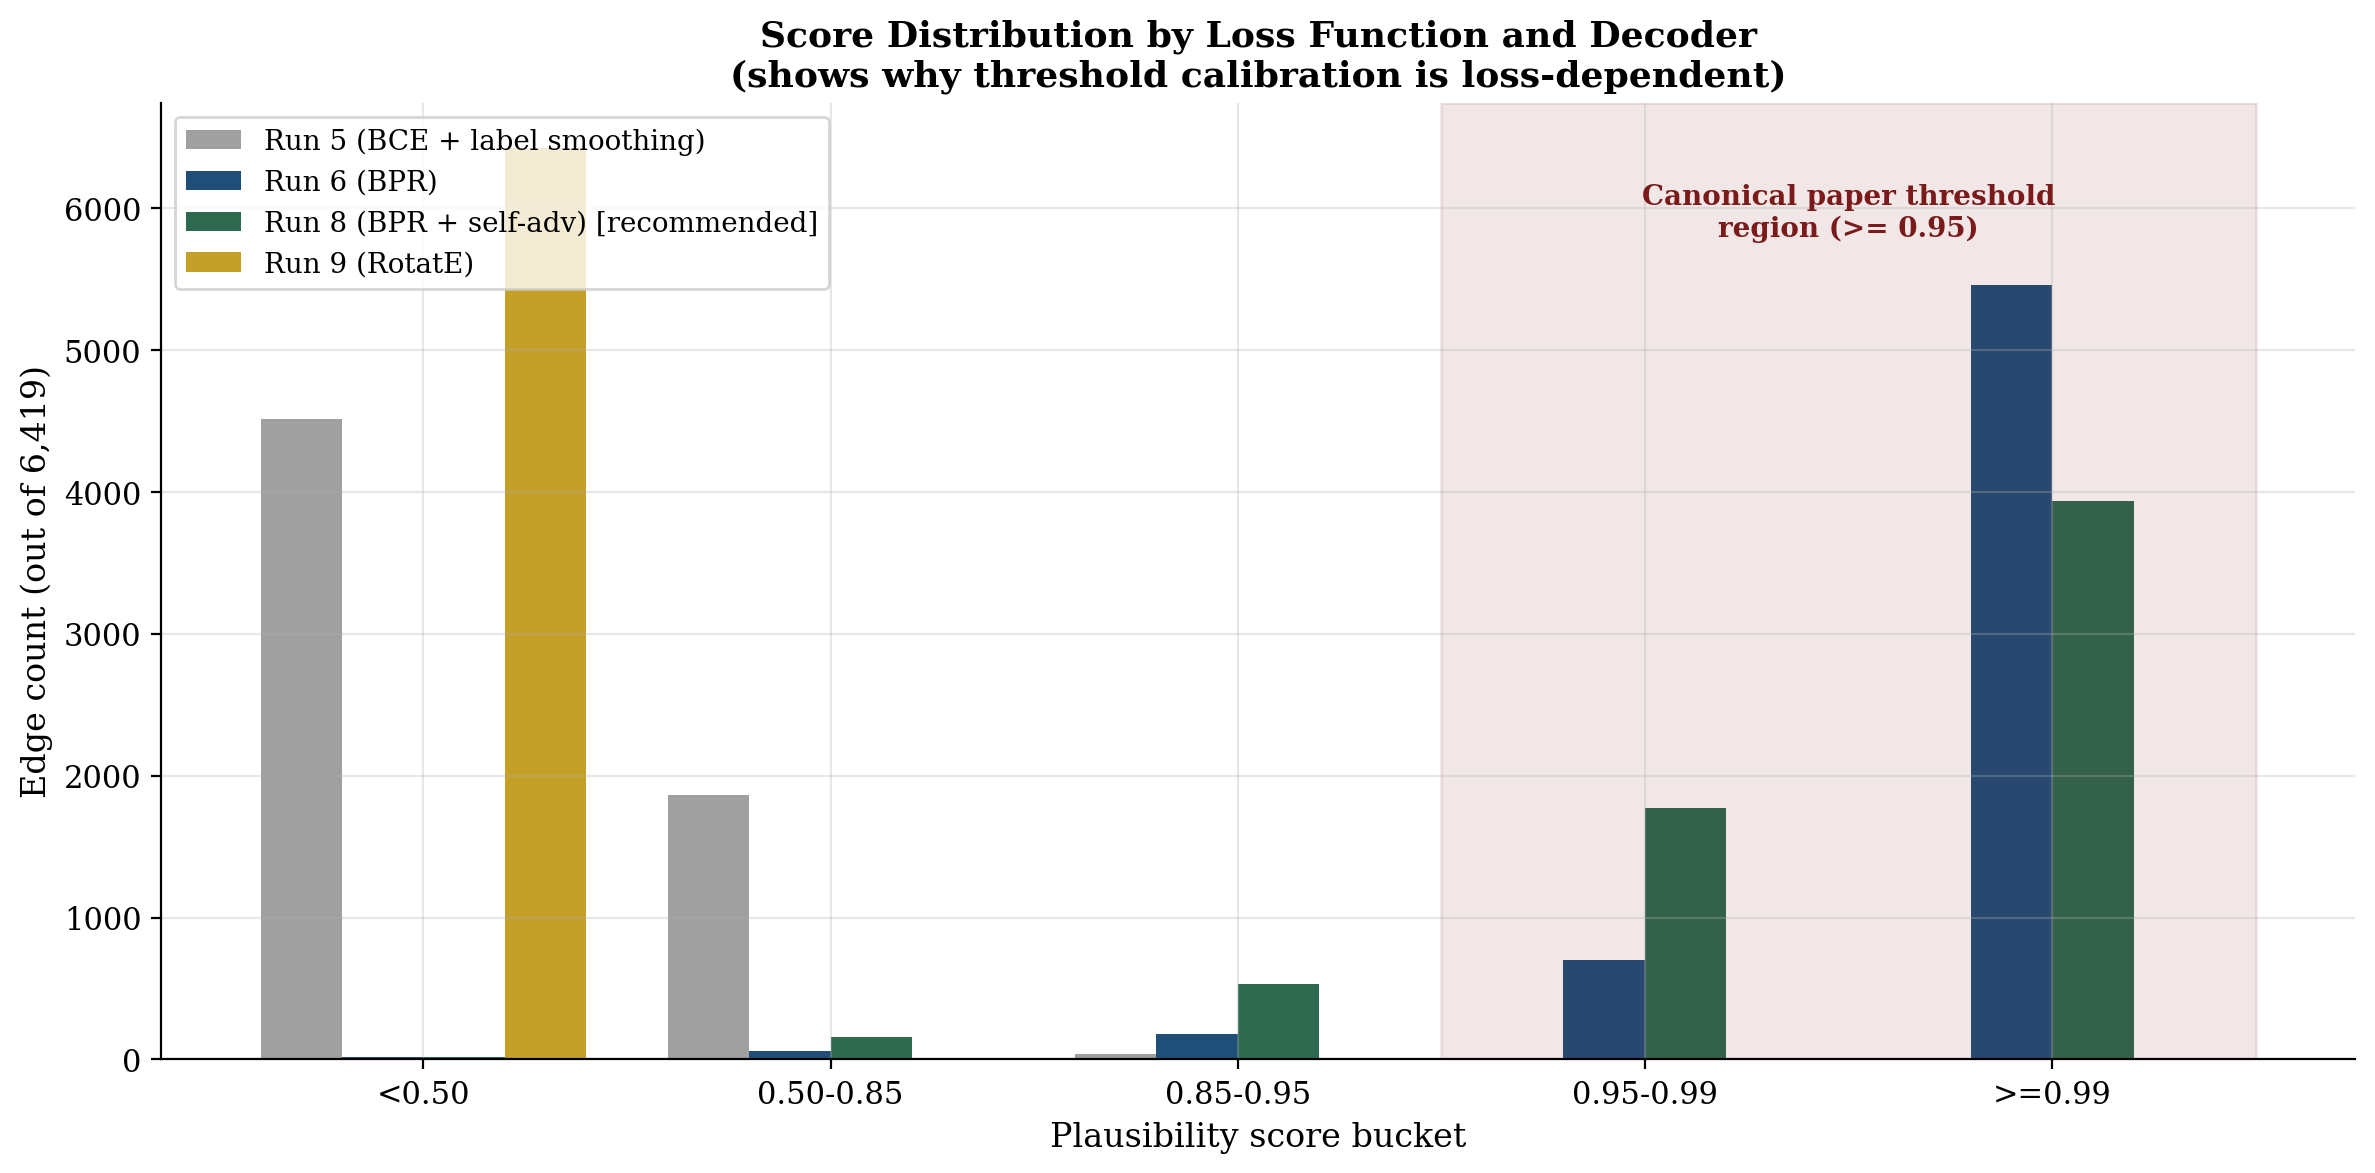 Score Distribution by Loss Function and Decoder
(shows why threshold calibration is loss-dependent)
Run 5 (BCE + label smoothing)
Run 6 (BPR)
Run 8 (BPR + self-adv) [recommended]
Run 9 (RotatE)
Canonical paper threshold
region (>= 0.95)
Edge count (out of 6,419)
6000
5000
4000
3000
2000
1000
0
<0.50
0.50-0.85
0.85-0.95
0.95-0.99
>=0.99
Plausibility score bucket